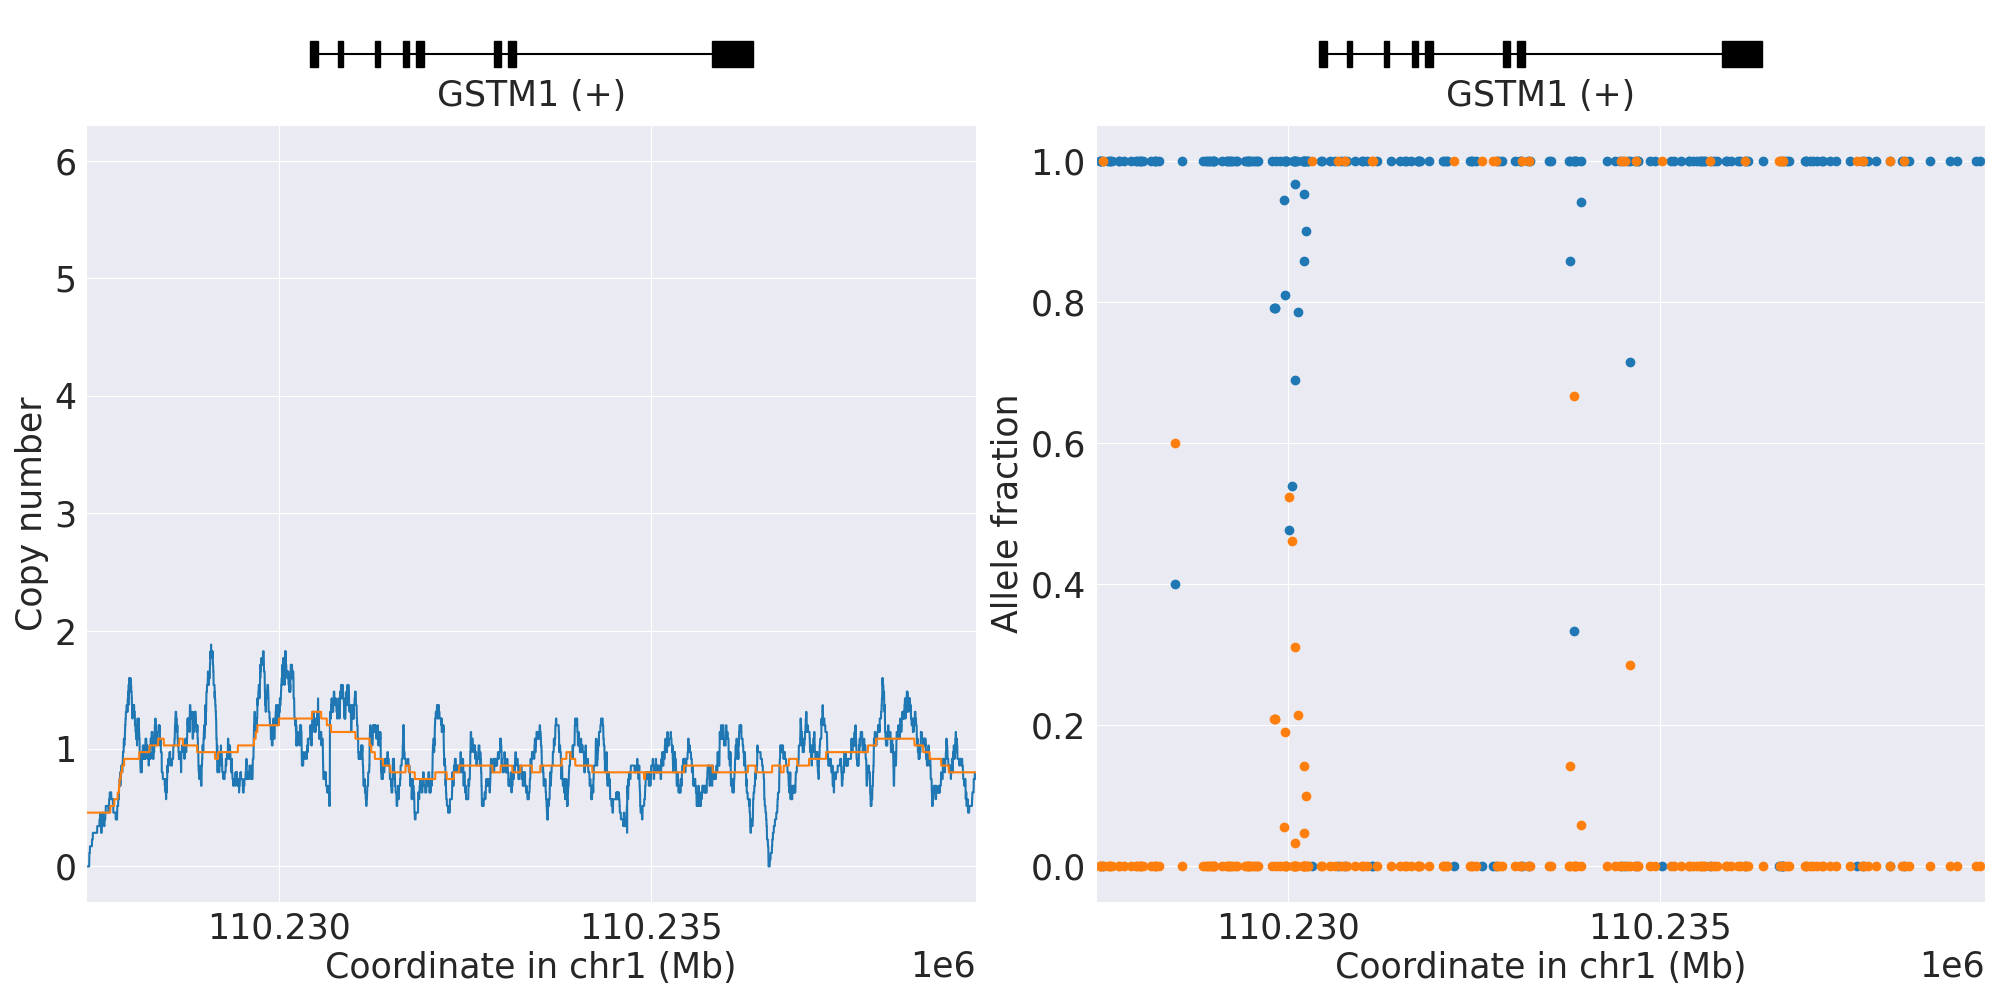 GSTM1 (+)
6
5
4
3
2
1
0
Copy number
110.230
110.235
Coordinate in chr1 (Mb)
1e6
GSTM1 (+)
1.0
0.8
0.6
0.4
0.2
0.0
Allele fraction
110.230
110.235
Coordinate in chr1 (Mb)
1e6